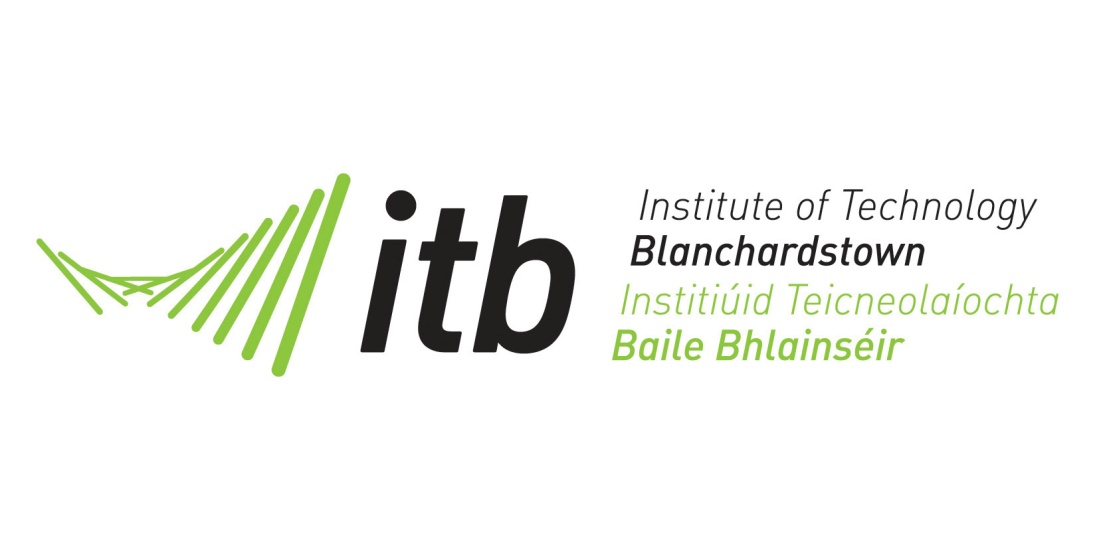 itb
Institute of Technology
Blanchardstown
Institiúid Teicneolaíochta
Baile Bhlainséir